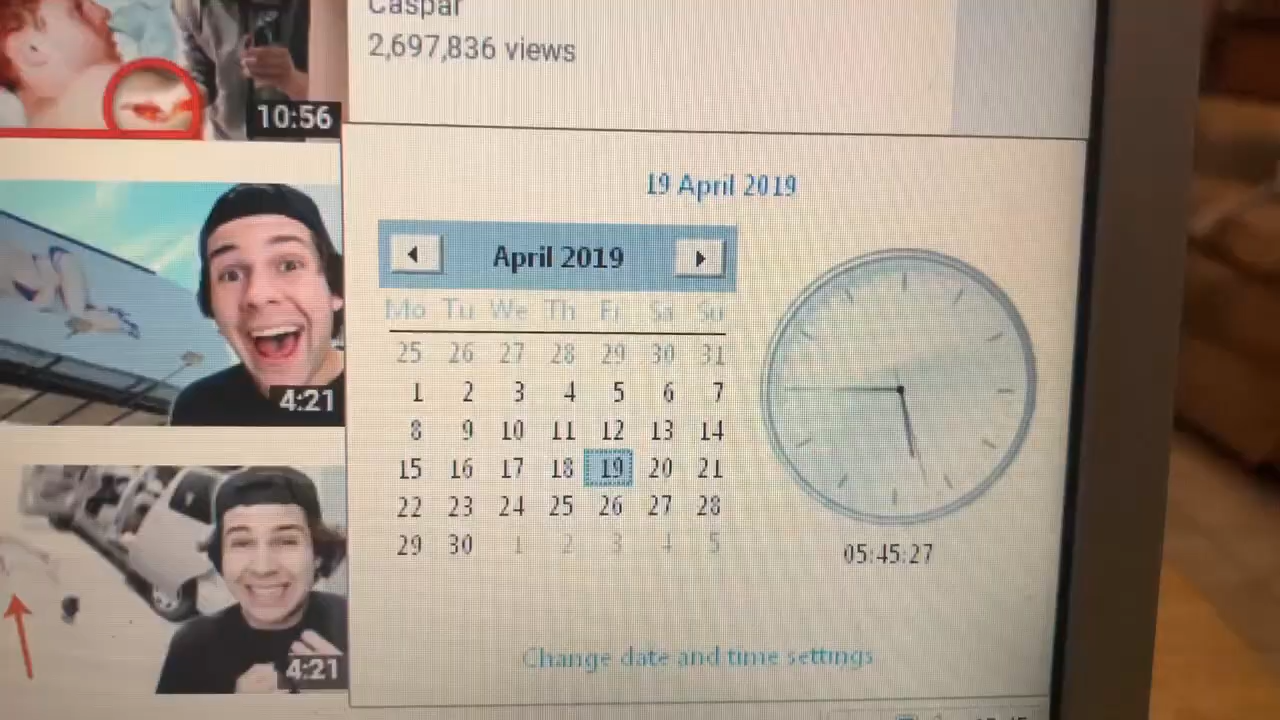 Caspar
2,697,836 views
10:56
19 April 2019
April 2019
Mo Tu We Th Fr Sa Su
25 26 27 28 29 30 31
1 2 3 4 5 6 7
8 9 10 11 12 13 14
15 16 17 18 19 20 21
22 23 24 25 26 27 28
29 30 1 2 3 4 5
4:21
05:45:27
4:21
Change date and time settings